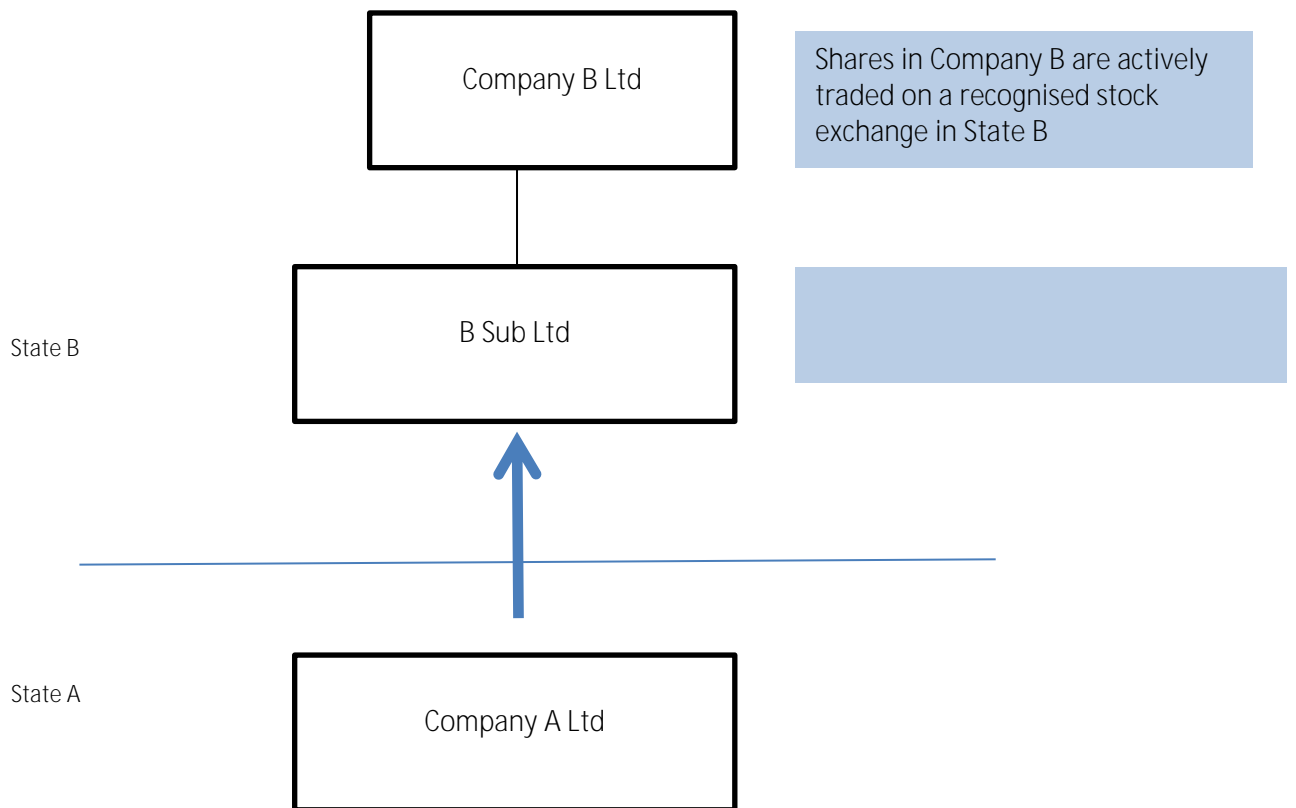 Company B Ltd
Shares in Company B are actively
traded on a recognised stock
exchange in State B
B Sub Ltd
State B
State A
Company A Ltd